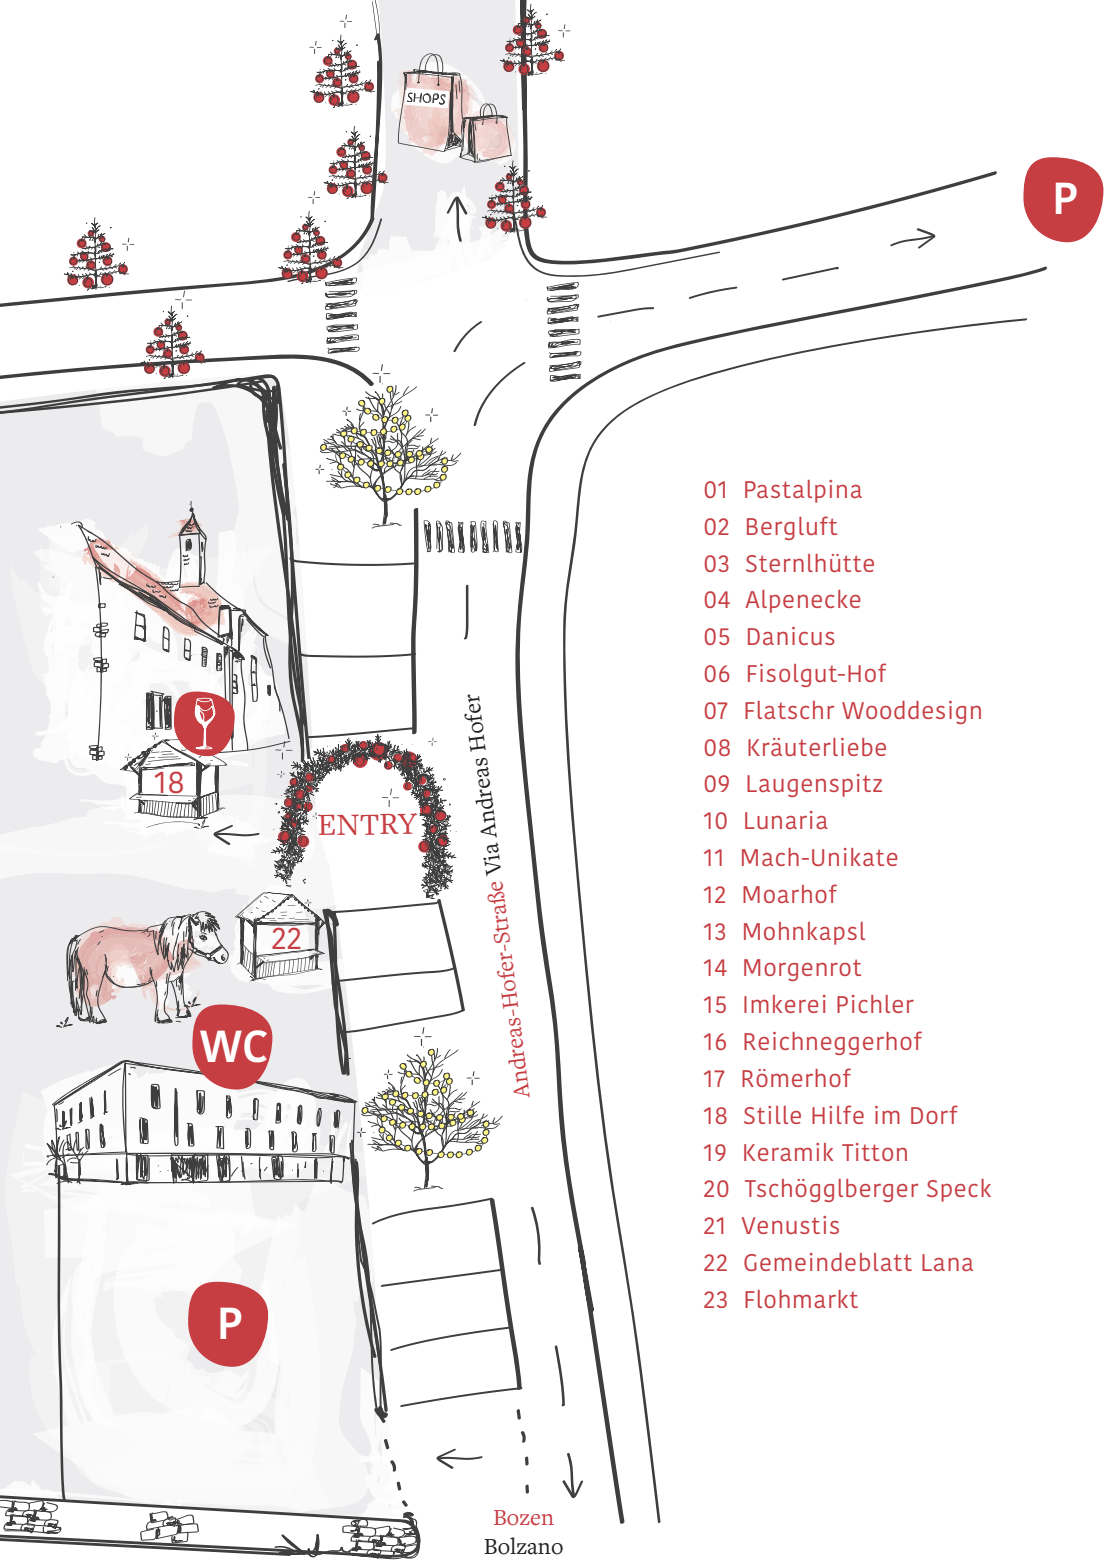 SHOPS
P
01 Pastalpina
02 Bergluft
03 Sternlhütte
04 Alpenecke
05 Danicus
06 Fisolgut-Hof
07 Flatschr Wooddesign
08 Kräuterliebe
09 Laugenspitz
10 Lunaria
11 Mach-Unikate
12 Moarhof
13 Mohnkapsl
14 Morgenrot
15 Imkerei Pichler
16 Reichneggerhof
17 Römerhof
18 Stille Hilfe im Dorf
19 Keramik Titton
20 Tschögglberger Speck
21 Venustis
22 Gemeindeblatt Lana
23 Flohmarkt
18
ENTRY
Andreas-Hofer-Straße Via Andreas Hofer
22
WC
P
Bozen
Bolzano